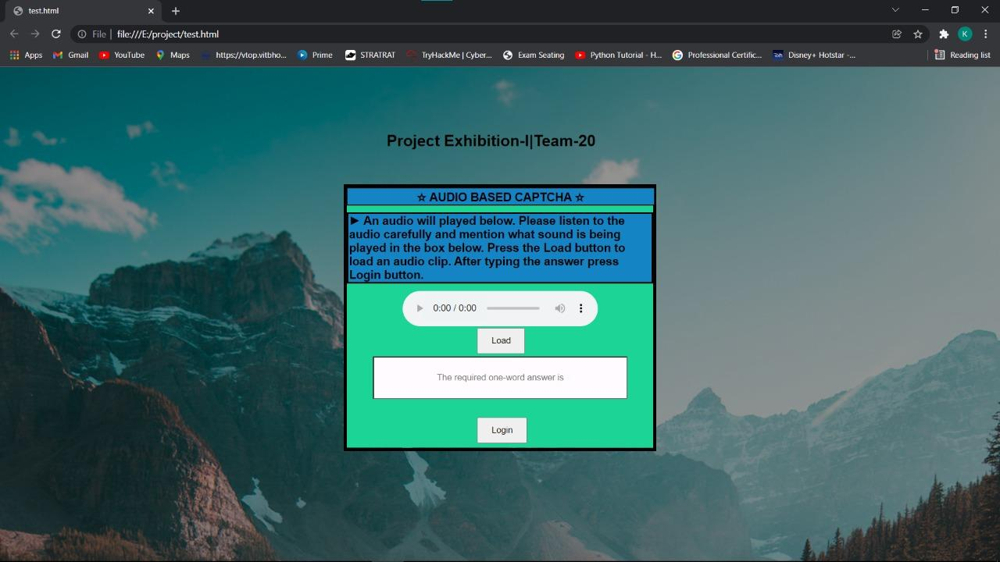 test.html
File file:///E:/project/test.html
K
Apps Gmail YouTube Maps https://vtop.vitbho... Prime STRATRAT TryHackMe | Cyber... Exam Seating Python Tutorial - H... Professional Certific... Disney+ Hotstar -... Reading list
Project Exhibition-I|Team-20
☆ AUDIO BASED CAPTCHA ☆
► An audio will played below. Please listen to the
audio carefully and mention what sound is being
played in the box below. Press the Load button to
load an audio clip. After typing the answer press
Login button.
0:00 / 0:00
Load
The required one-word answer is
Login